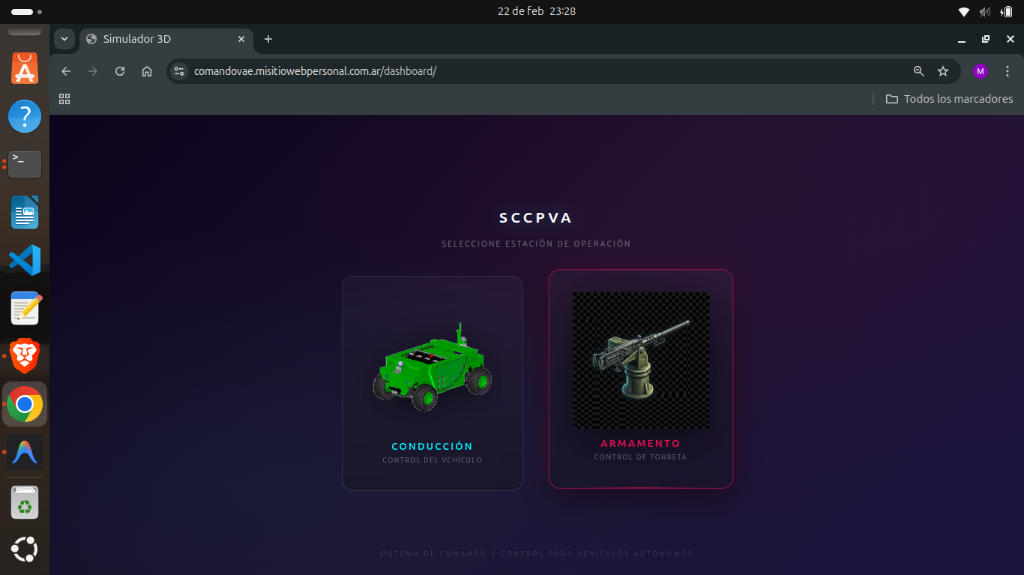 22 de feb 23:28
Simulador 3D
comandovae.misitiowebpersonal.com.ar/dashboard/
M
Todos los marcadores
SCCPVA
SELECCIONE ESTACIÓN DE OPERACIÓN
CONDUCCIÓN
CONTROL DEL VEHÍCULO
ARMAMENTO
CONTROL DE TORRETA
SISTEMA DE COMANDO Y CONTROL PARA VEHÍCULOS AUTÓNOMOS